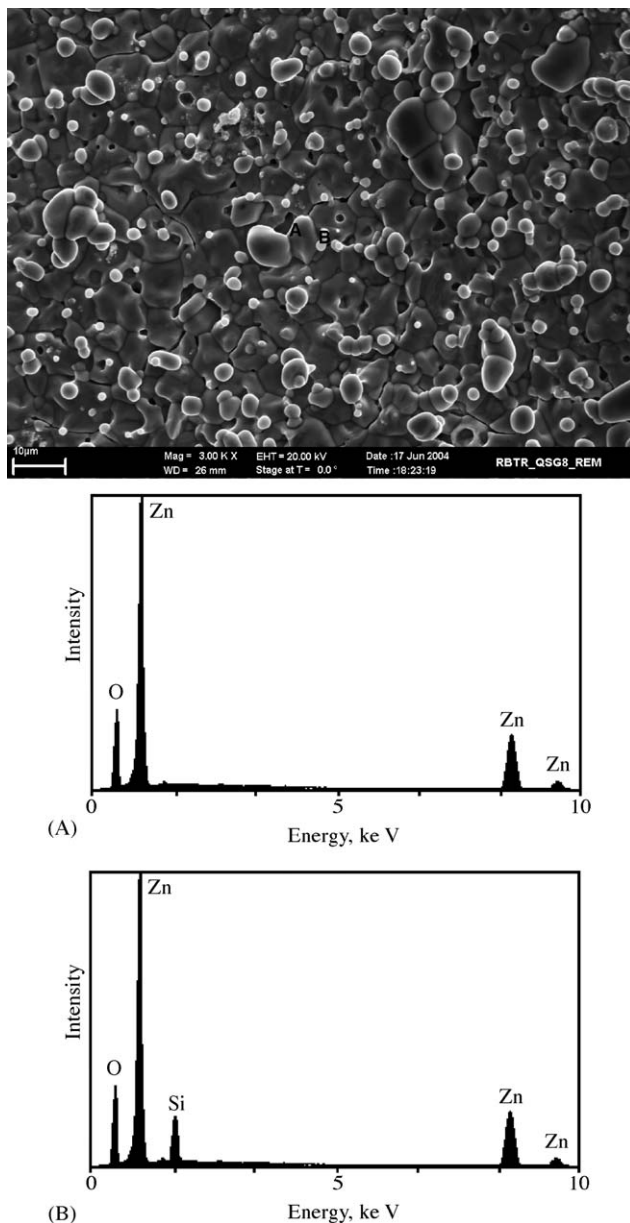 A
B
10µm
Mag = 3.00 K X EHT = 20.00 kV Date :17 Jun 2004
WD = 26 mm Stage at T = 0.0 ° Time :18:23:19
RBTR_QSG8_REM
Zn
Intensity
O
Zn
Zn
0 5 10
Energy, ke V
(A)
Zn
Intensity
O
Si
Zn
Zn
0 5 10
Energy, ke V
(B)